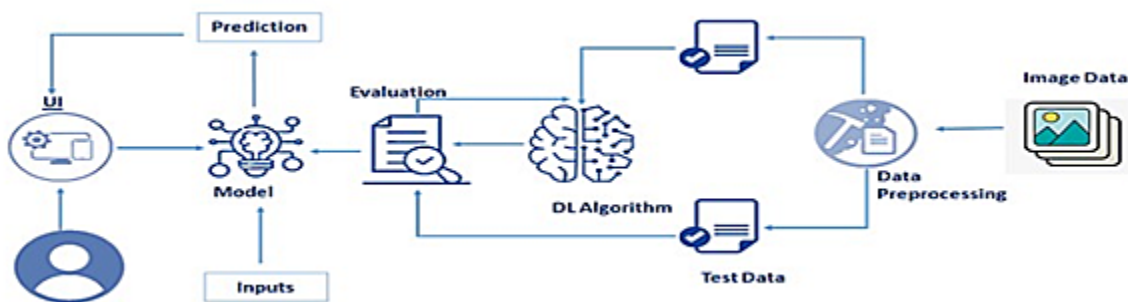 Prediction
Image Data
UI
Evaluation
Model
DL Algorithm
Data
Preprocessing
Test Data
Inputs